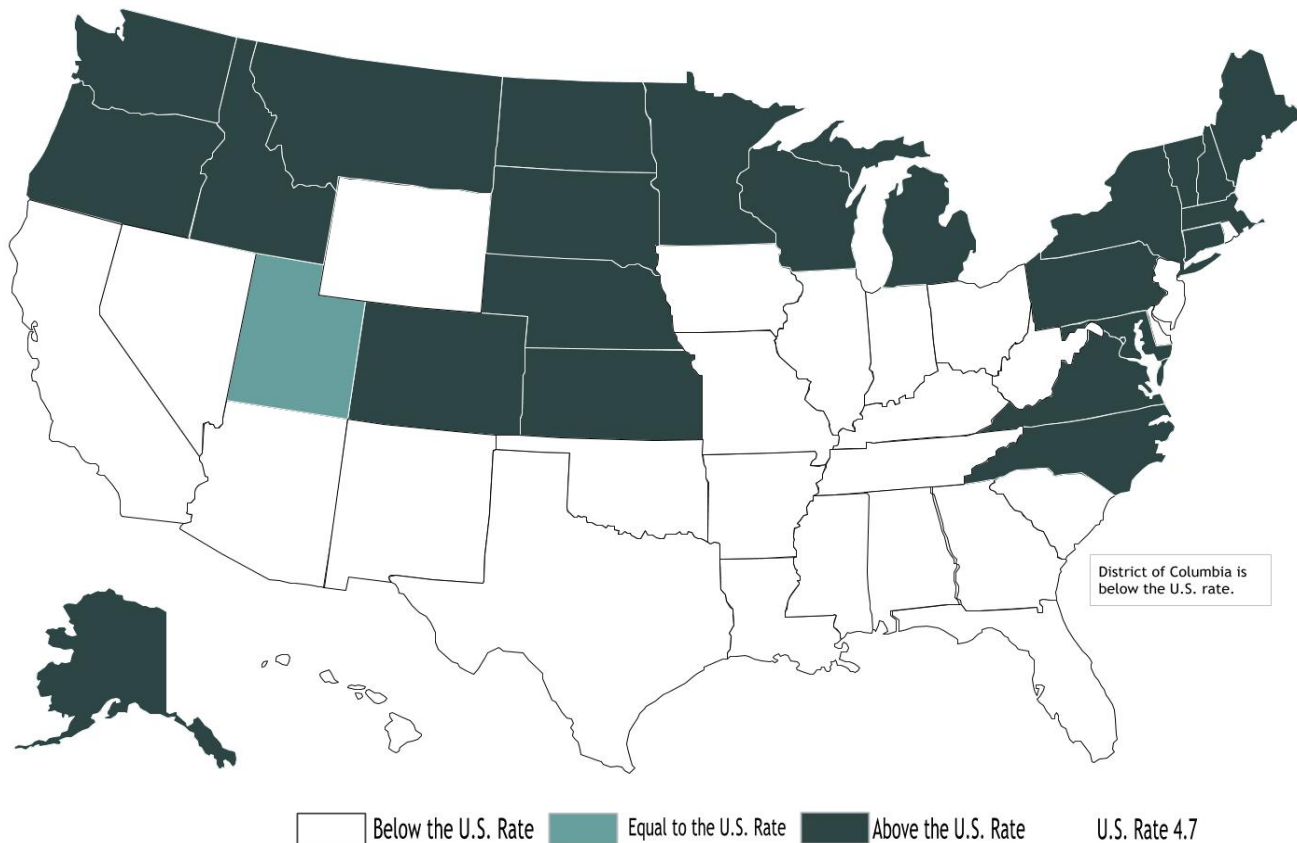 District of Columbia is
below the U.S. rate.
Below the U.S. Rate Equal to the U.S. Rate Above the U.S. Rate U.S. Rate 4.7